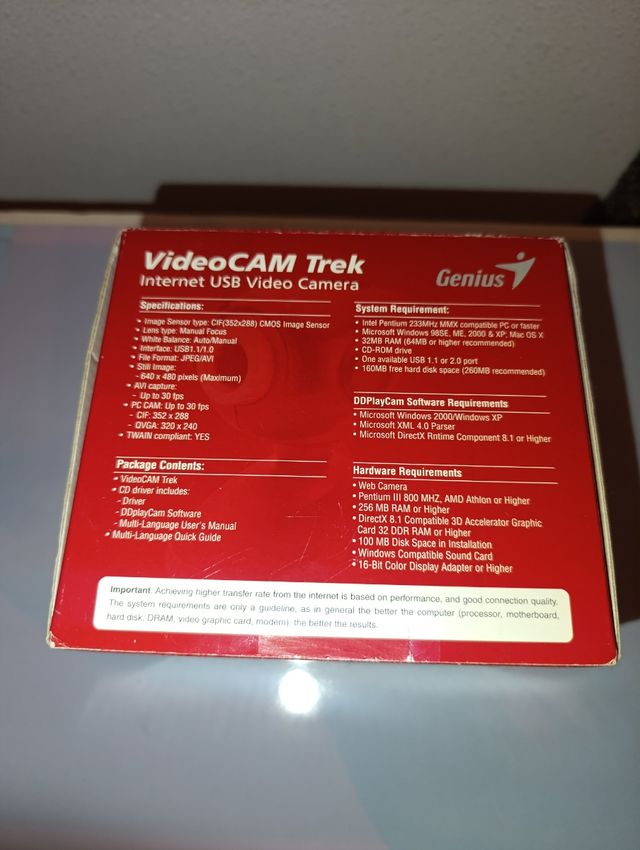 VideoCAM Trek
Internet USB Video Camera
Genius
Specifications:
• Image Sensor type: CIF(352x288) CMOS Image Sensor
• Lens type: Manual Focus
• White Balance: Auto/Manual
• Interface: USB1.1/1.0
• File Format: JPEG/AVI
• Still Image:
- 640 x 480 pixels (Maximum)
• AVI capture:
- Up to 30 fps
• PC CAM: Up to 30 fps
- CIF: 352 x 288
- QVGA: 320 x 240
• TWAIN compliant: YES
Package Contents:
• VideoCAM Trek
• CD driver includes:
- Driver
- DDplayCam Software
- Multi-Language User's Manual
• Multi-Language Quick Guide
System Requirement:
• Intel Pentium 233MHz MMX compatible PC or faster
• Microsoft Windows 98SE, ME, 2000 & XP; Mac OS X
• 32MB RAM (64MB or higher recommended)
• CD-ROM drive
• One available USB 1.1 or 2.0 port
• 160MB free hard disk space (260MB recommended)
DDPlayCam Software Requirements
• Microsoft Windows 2000/Windows XP
• Microsoft XML 4.0 Parser
• Microsoft DirectX Rntime Component 8.1 or Higher
Hardware Requirements
• Web Camera
• Pentium III 800 MHZ, AMD Athlon or Higher
• 256 MB RAM or Higher
• DirectX 8.1 Compatible 3D Accelerator Graphic
Card 32 DDR RAM or Higher
• 100 MB Disk Space in Installation
• Windows Compatible Sound Card
• 16-Bit Color Display Adapter or Higher
Important: Achieving higher transfer rate from the internet is based on performance, and good connection quality.
The system requirements are only a guideline, as in general the better the computer (processor, motherboard,
hard disk, DRAM, video graphic card, modem) the better the results.